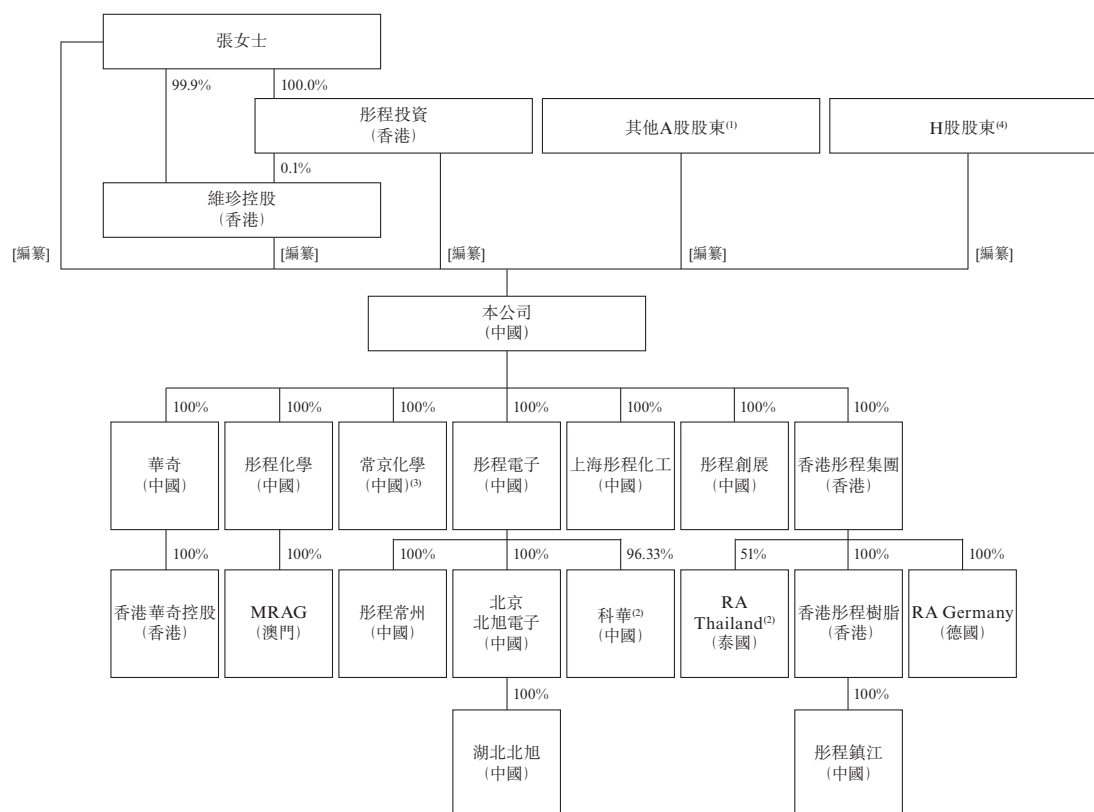 張女士
99.9%
100.0%
彤程投資
(香港)
其他A股股東(1)
H股股東(4)
0.1%
維珍控股
(香港)
[編纂]
[編纂]
[編纂]
[編纂]
[編纂]
本公司
(中國)
100%
100%
100%
100%
100%
100%
100%
華奇
(中國)
彤程化學
(中國)
常京化學
(中國)(3)
彤程電子
(中國)
上海彤程化工
(中國)
彤程創展
(中國)
香港彤程集團
(香港)
100%
100%
100%
100%
96.33%
51%
100%
100%
香港華奇控股
(香港)
MRAG
(澳門)
彤程常州
(中國)
北京
北旭電子
(中國)
科華(2)
(中國)
RA
Thailand(2)
(泰國)
香港彤程樹脂
(香港)
RA Germany
(德國)
100%
100%
湖北北旭
(中國)
彤程鎮江
(中國)